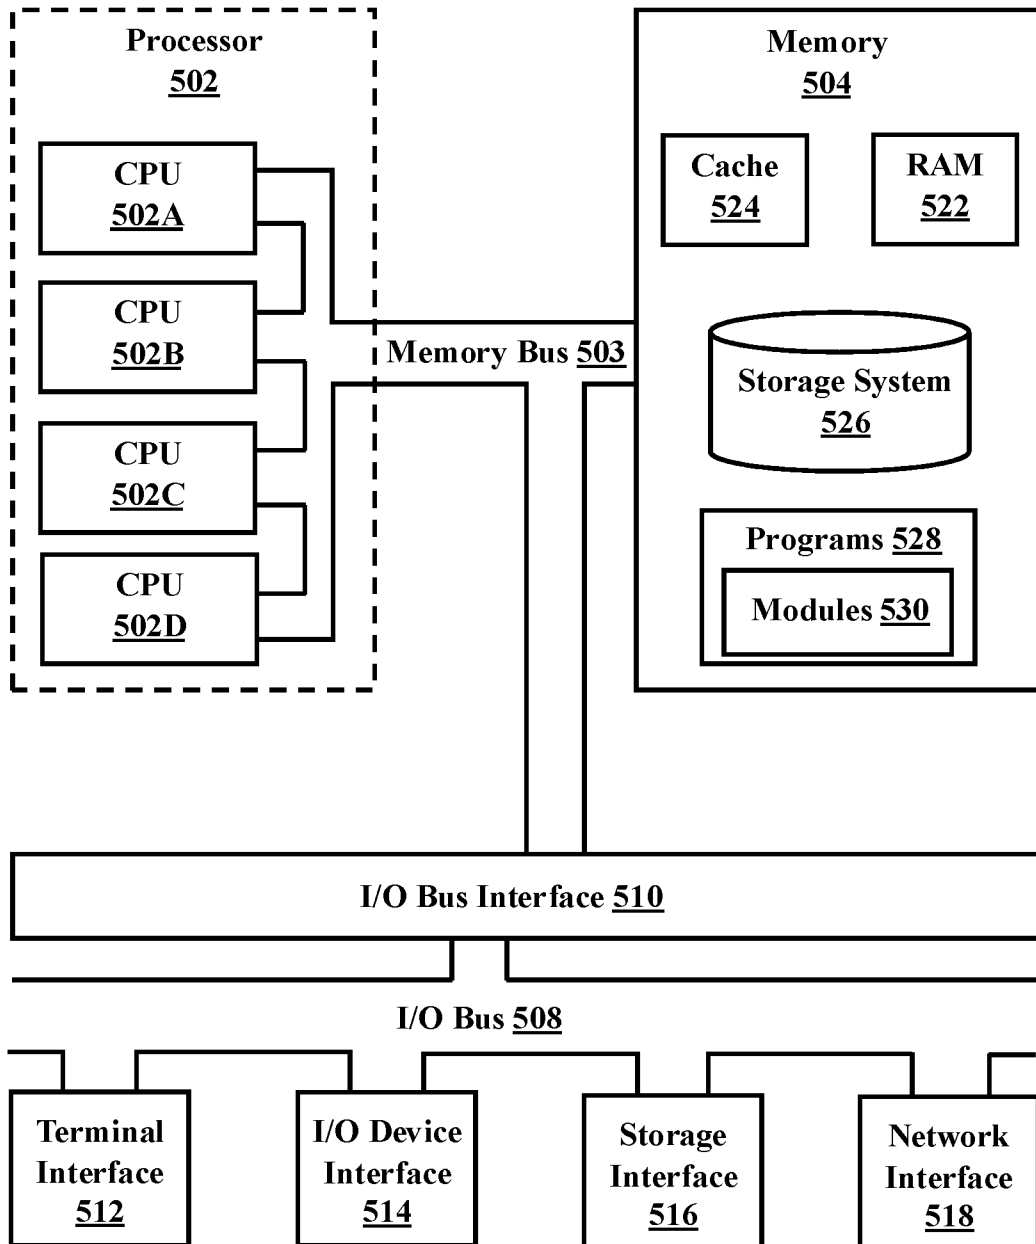 Processor
502
CPU
502A
CPU
502B
CPU
502C
CPU
502D
Memory Bus 503
Memory
504
Cache
524
RAM
522
Storage System
526
Programs 528
Modules 530
I/O Bus Interface 510
I/O Bus 508
Terminal
Interface
512
I/O Device
Interface
514
Storage
Interface
516
Network
Interface
518